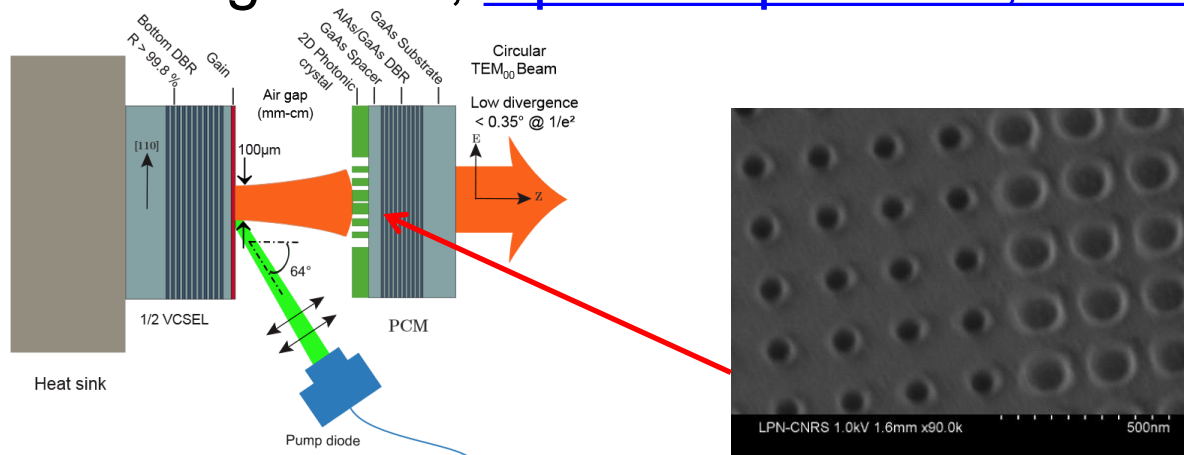 Bottom DBR
R > 99.8 %
Gain
Air gap
(mm-cm)
2D Photonic
crystal
GaAs Spacer
AlAs/GaAs DBR
GaAs Substrate
Circular
TEM₀₀ Beam
Low divergence
< 0.35° @ 1/e²
E
Z
[110]
100µm
64°
1/2 VCSEL
PCM
Heat sink
Pump diode
LPN-CNRS 1.0kV 1.6mm x90.0k
500nm